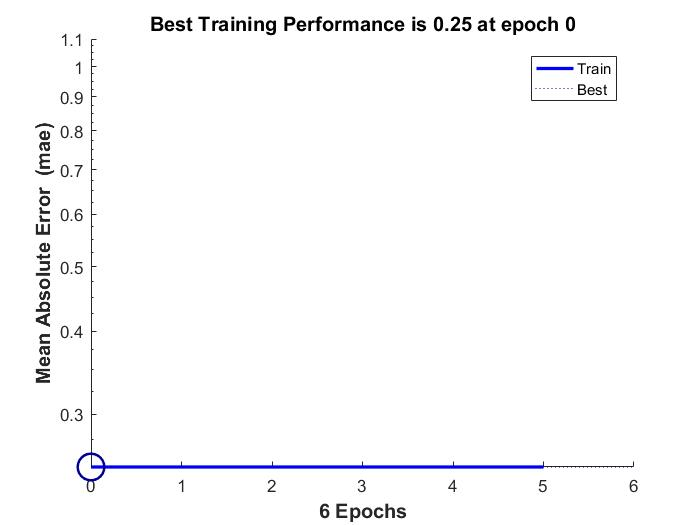 Best Training Performance is 0.25 at epoch 0
Mean Absolute Error (mae)
1.1
1
0.9
0.8
0.7
0.6
0.5
0.4
0.3
Train
Best
0 1 2 3 4 5 6
6 Epochs